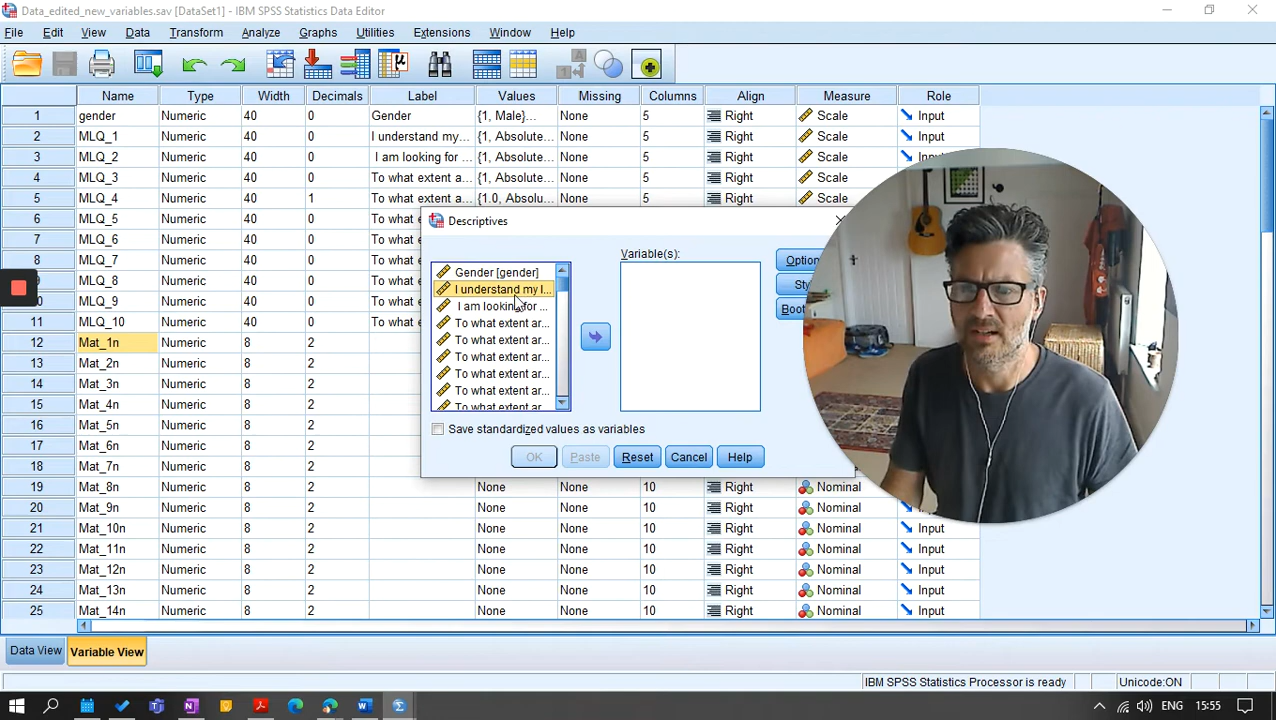 Data_edited_new_variables.sav [DataSet1] - IBM SPSS Statistics Data Editor
File Edit View Data Transform Analyze Graphs Utilities Extensions Window Help
Name Type Width Decimals Label Values Missing Columns Align Measure Role
1 gender Numeric 40 0 Gender {1, Male}... None 5 Right Scale Input
2 MLQ_1 Numeric 40 0 I understand my... {1, Absolute... None 5 Right Scale Input
3 MLQ_2 Numeric 40 0 I am looking for ... {1, Absolute... None 5 Right Scale Input
4 MLQ_3 Numeric 40 0 To what extent a... {1, Absolute... None 5 Right Scale
5 MLQ_4 Numeric 40 1 To what extent a... {1.0, Absolut... None 5 Right Scale
6 MLQ_5 Numeric 40 0 To what e
7 MLQ_6 Numeric 40 0 To what e
8 MLQ_7 Numeric 40 0 To what e
MLQ_8 Numeric 40 0 To what e
MLQ_9 Numeric 40 0 To what e
11 MLQ_10 Numeric 40 0 To what e
12 Mat_1n Numeric 8 2
13 Mat_2n Numeric 8 2
14 Mat_3n Numeric 8 2
15 Mat_4n Numeric 8 2
16 Mat_5n Numeric 8 2
17 Mat_6n Numeric 8 2
18 Mat_7n Numeric 8 2
19 Mat_8n Numeric 8 2 None None 10 Right Nominal
20 Mat_9n Numeric 8 2 None None 10 Right Nominal Input
21 Mat_10n Numeric 8 2 None None 10 Right Nominal Input
22 Mat_11n Numeric 8 2 None None 10 Right Nominal Input
23 Mat_12n Numeric 8 2 None None 10 Right Nominal Input
24 Mat_13n Numeric 8 2 None None 10 Right Nominal Input
25 Mat_14n Numeric 8 2 None None 10 Right Nominal Input
Descriptives
Variable(s):
Gender [gender]
I understand my l...
I am looking for ...
To what extent ar...
To what extent ar...
To what extent ar...
To what extent ar...
To what extent ar...
To what extent ar
Option
Sty
Boot
Save standardized values as variables
OK Paste Reset Cancel Help
Data View Variable View
IBM SPSS Statistics Processor is ready Unicode:ON
ENG 15:55